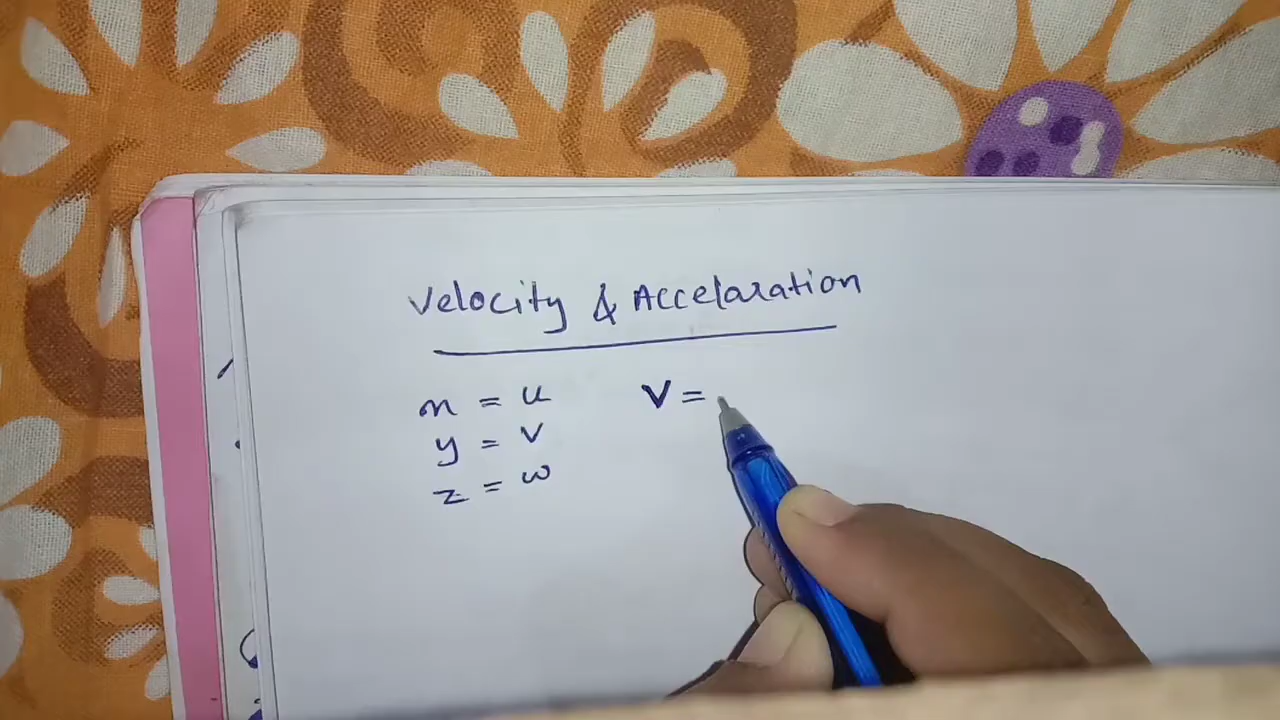 Velocity & Accelaration
x = u
y = v
z = w
V =